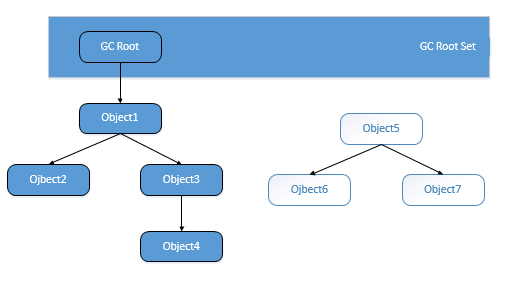 GC Root
GC Root Set
Object1
Object5
Ojbect2
Object3
Ojbect6
Object7
Object4